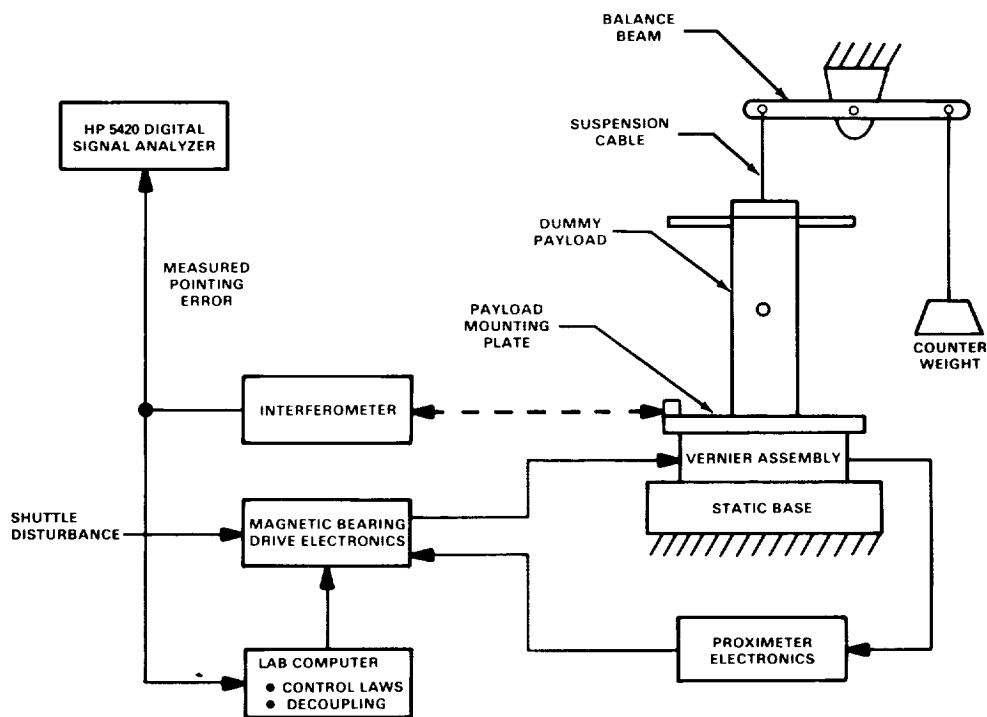 BALANCE
BEAM
HP 5420 DIGITAL
SIGNAL ANALYZER
SUSPENSION
CABLE
DUMMY
PAYLOAD
MEASURED
POINTING
ERROR
PAYLOAD
MOUNTING
PLATE
COUNTER
WEIGHT
INTERFEROMETER
VERNIER ASSEMBLY
STATIC BASE
SHUTTLE
DISTURBANCE
MAGNETIC BEARING
DRIVE ELECTRONICS
PROXIMETER
ELECTRONICS
LAB COMPUTER
● CONTROL LAWS
● DECOUPLING